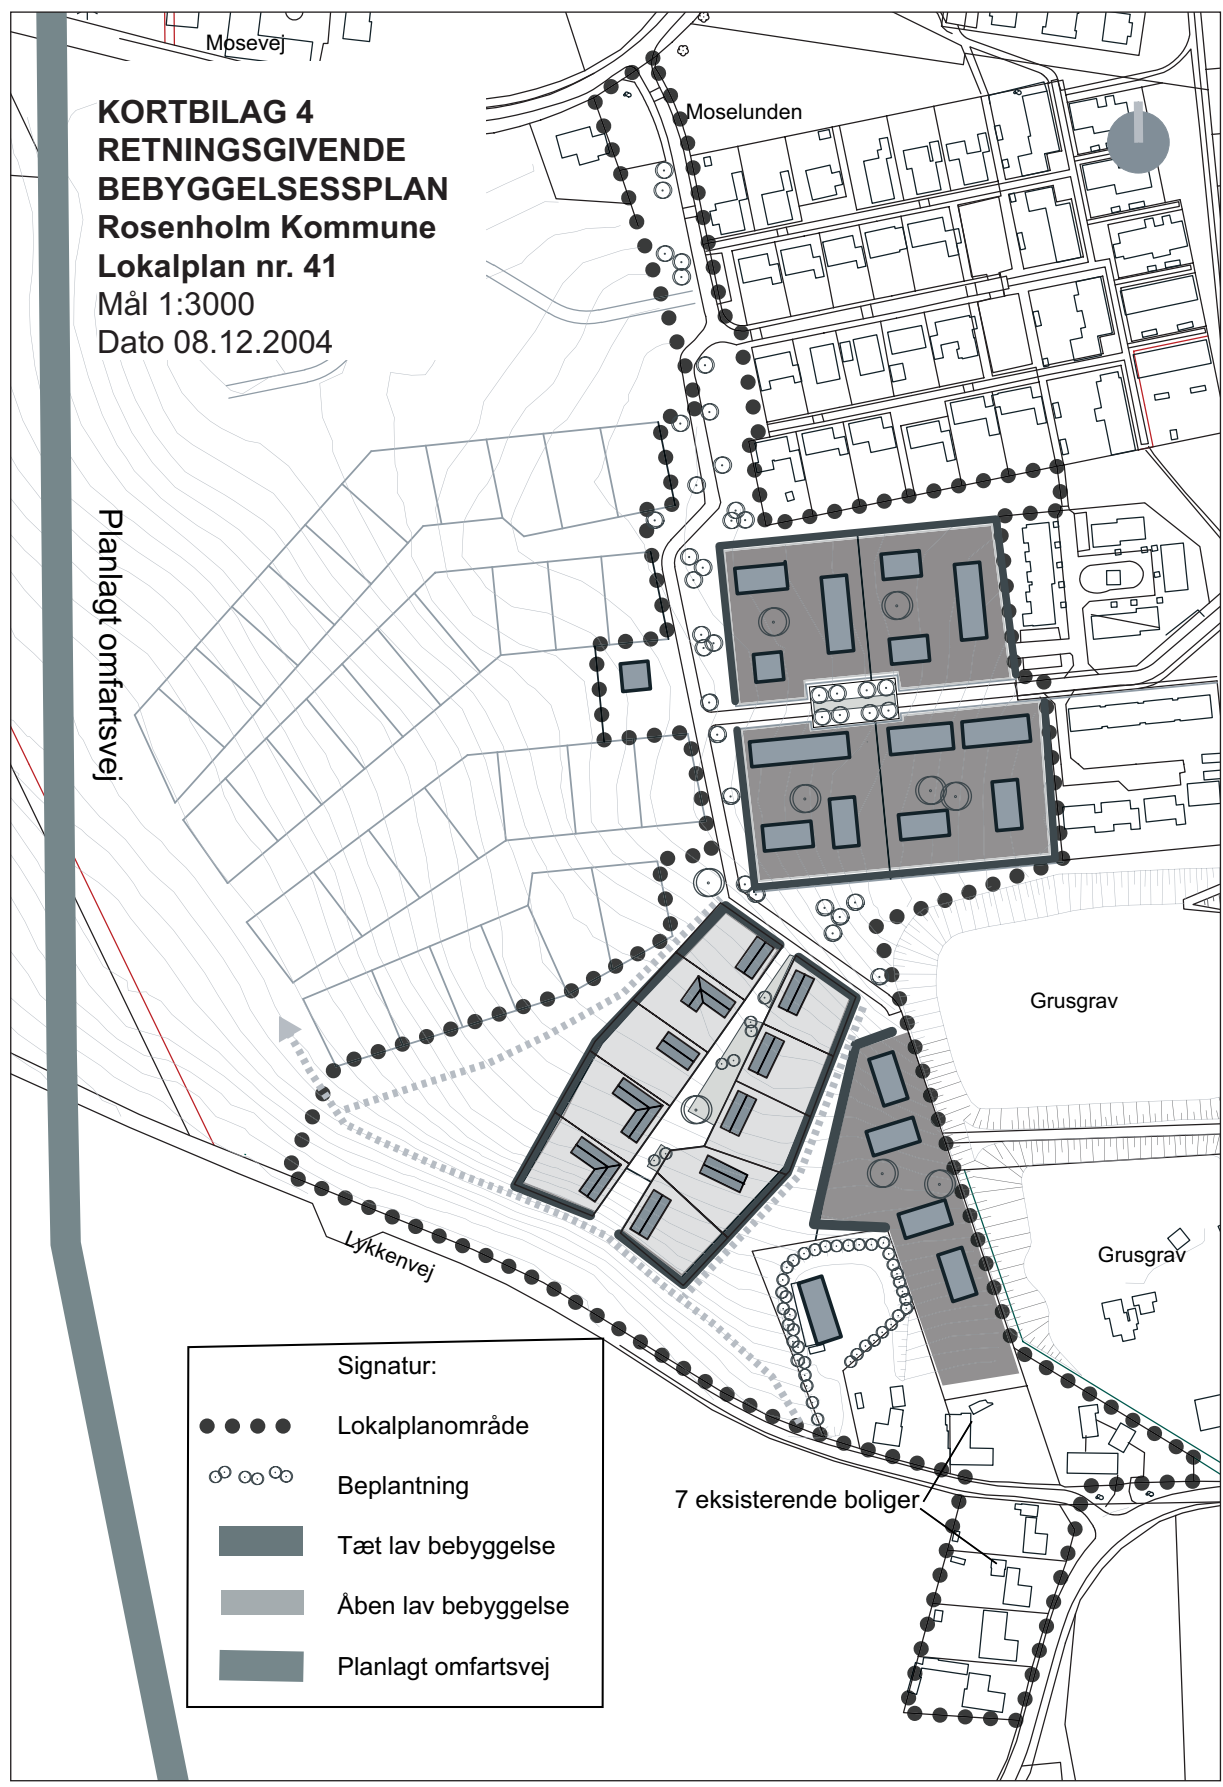 Mosevej
KORTBILAG 4
RETNINGSGIVENDE
BEBYGGELSESSPLAN
Rosenholm Kommune
Lokalplan nr. 41
Mål 1:3000
Dato 08.12.2004
Moselunden
Planlagt omfartsvej
Grusgrav
Grusgrav
Lykkenvej
7 eksisterende boliger
Signatur:
Lokalplanområde
Beplantning
Tæt lav bebyggelse
Åben lav bebyggelse
Planlagt omfartsvej